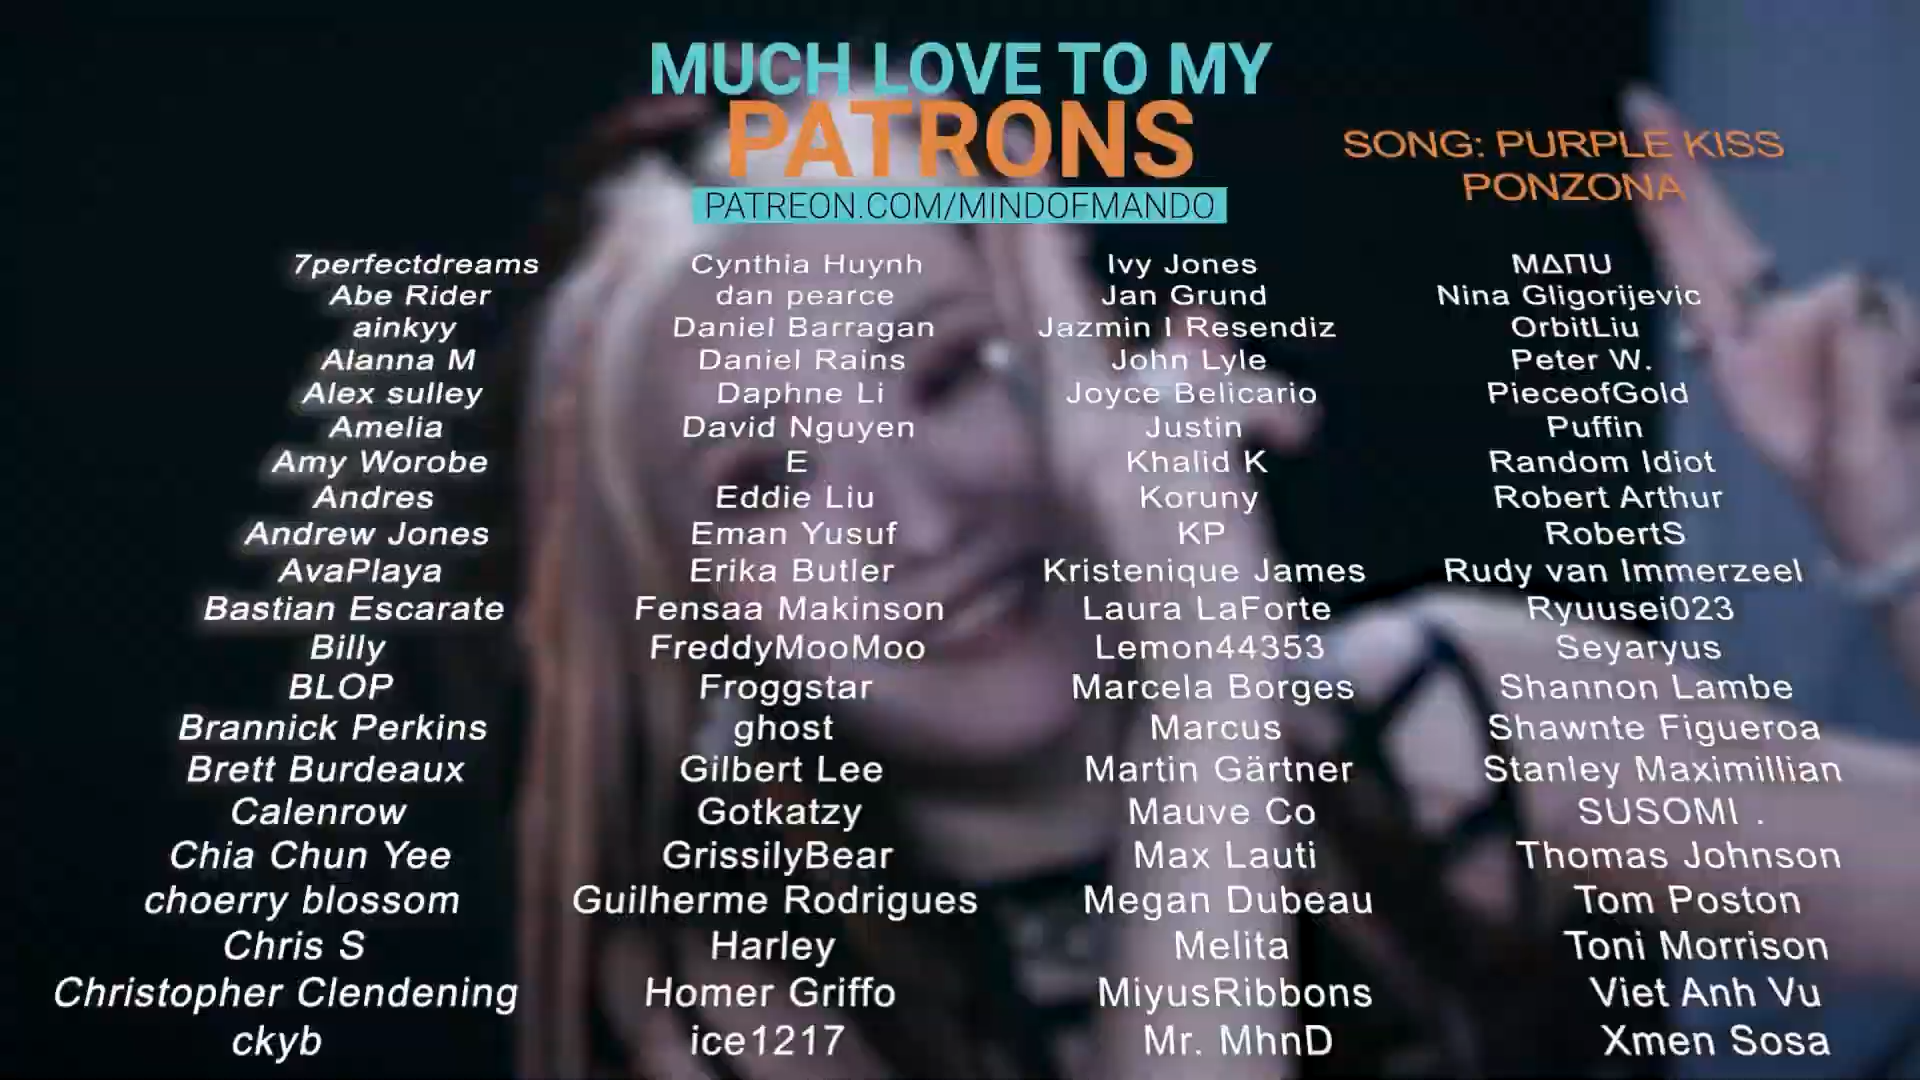 MUCH LOVE TO MY
PATRONS
PATREON.COM/MINDOFMANDO
SONG: PURPLE KISS
PONZONA
7perfectdreams
Abe Rider
ainkyy
Alanna M
Alex sulley
Amelia
Amy Worobe
Andres
Andrew Jones
AvaPlaya
Bastian Escarate
Billy
BLOP
Brannick Perkins
Brett Burdeaux
Calenrow
Chia Chun Yee
choerry blossom
Chris S
Christopher Clendening
ckyb
Cynthia Huynh
dan pearce
Daniel Barragan
Daniel Rains
Daphne Li
David Nguyen
E
Eddie Liu
Eman Yusuf
Erika Butler
Fensaa Makinson
FreddyMooMoo
Froggstar
ghost
Gilbert Lee
Gotkatzy
GrissilyBear
Guilherme Rodrigues
Harley
Homer Griffo
ice1217
Ivy Jones
Jan Grund
Jazmin I Resendiz
John Lyle
Joyce Belicario
Justin
Khalid K
Koruny
KP
Kristenique James
Laura LaForte
Lemon44353
Marcela Borges
Marcus
Martin Gärtner
Mauve Co
Max Lauti
Megan Dubeau
Melita
MiyusRibbons
Mr. MhnD
MΔПU
Nina Gligorijevic
OrbitLiu
Peter W.
PieceofGold
Puffin
Random Idiot
Robert Arthur
RobertS
Rudy van Immerzeel
Ryuusei023
Seyaryus
Shannon Lambe
Shawnte Figueroa
Stanley Maximillian
SUSOMI .
Thomas Johnson
Tom Poston
Toni Morrison
Viet Anh Vu
Xmen Sosa